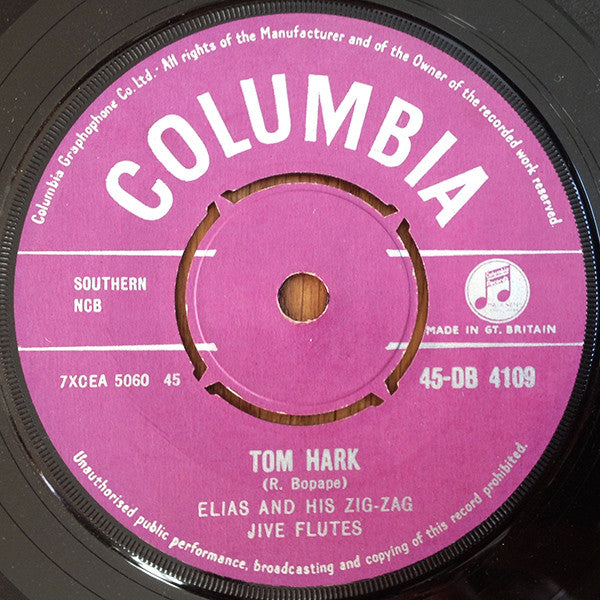 Columbia Graphophone Co. Ltd.· All rights of the Manufacturer and of the Owner of the recorded work reserved.
COLUMBIA
SOUTHERN
NCB
MADE IN GT. BRITAIN
7XCEA 5060 45
45-DB 4109
TOM HARK
(R. Bopape)
ELIAS AND HIS ZIG-ZAG
JIVE FLUTES
Unauthorised public performance, broadcasting and copying of this record prohibited.